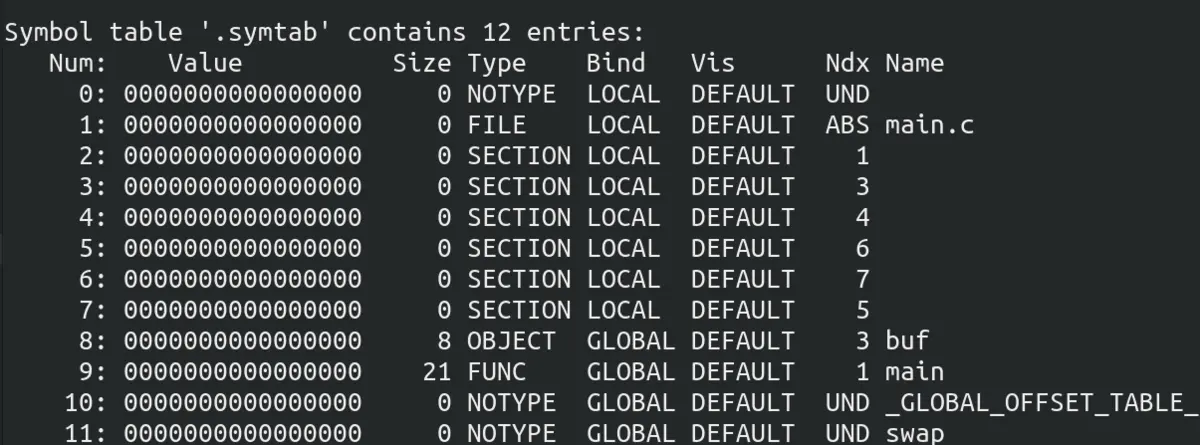 Symbol table '.symtab' contains 12 entries:
   Num:    Value          Size Type    Bind   Vis      Ndx Name
     0: 0000000000000000     0 NOTYPE  LOCAL  DEFAULT  UND
     1: 0000000000000000     0 FILE    LOCAL  DEFAULT  ABS main.c
     2: 0000000000000000     0 SECTION LOCAL  DEFAULT    1
     3: 0000000000000000     0 SECTION LOCAL  DEFAULT    3
     4: 0000000000000000     0 SECTION LOCAL  DEFAULT    4
     5: 0000000000000000     0 SECTION LOCAL  DEFAULT    6
     6: 0000000000000000     0 SECTION LOCAL  DEFAULT    7
     7: 0000000000000000     0 SECTION LOCAL  DEFAULT    5
     8: 0000000000000000     8 OBJECT  GLOBAL DEFAULT    3 buf
     9: 0000000000000000    21 FUNC    GLOBAL DEFAULT    1 main
    10: 0000000000000000     0 NOTYPE  GLOBAL DEFAULT  UND _GLOBAL_OFFSET_TABLE_
    11: 0000000000000000     0 NOTYPE  GLOBAL DEFAULT  UND swap